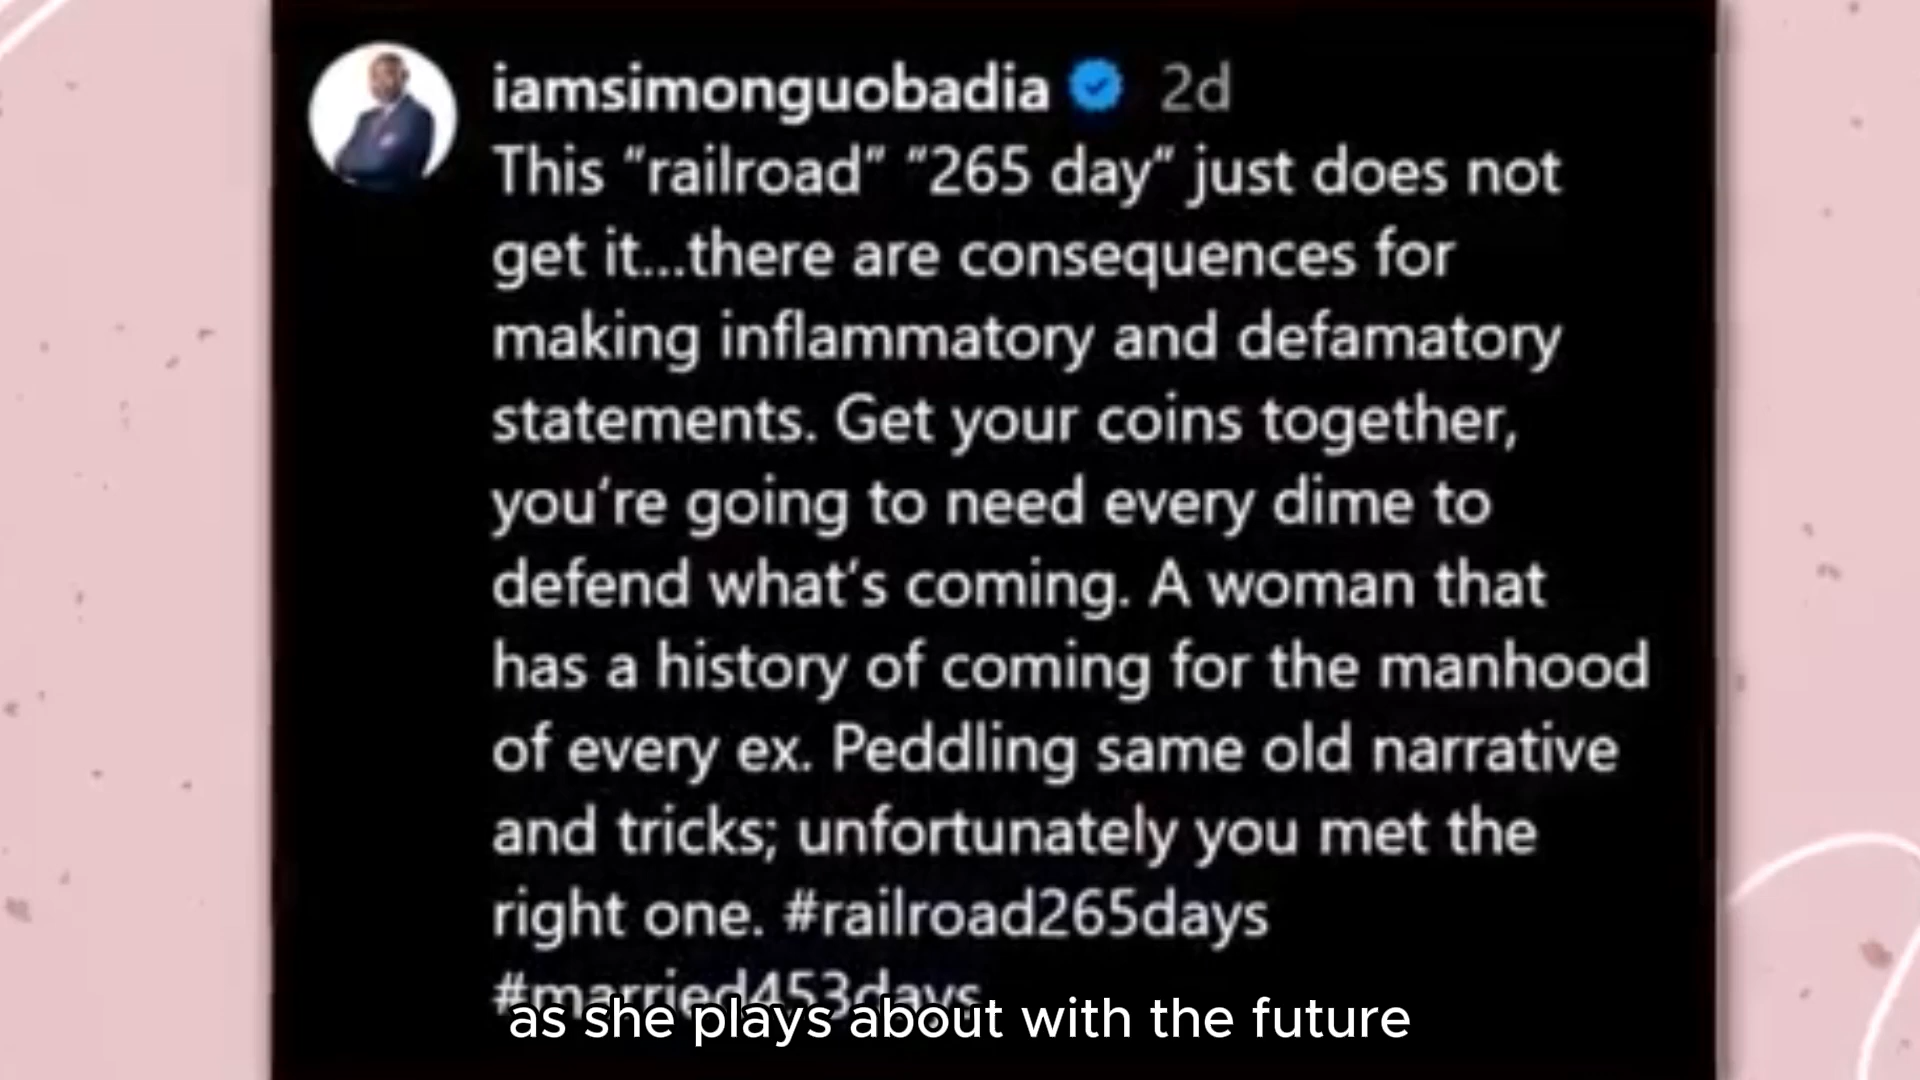 iamsimonguobadia 2d
This "railroad" "265 day" just does not
get it...there are consequences for
making inflammatory and defamatory
statements. Get your coins together,
you're going to need every dime to
defend what's coming. A woman that
has a history of coming for the manhood
of every ex. Peddling same old narrative
and tricks; unfortunately you met the
right one. #railroad265days
#married453days
as she plays about with the future